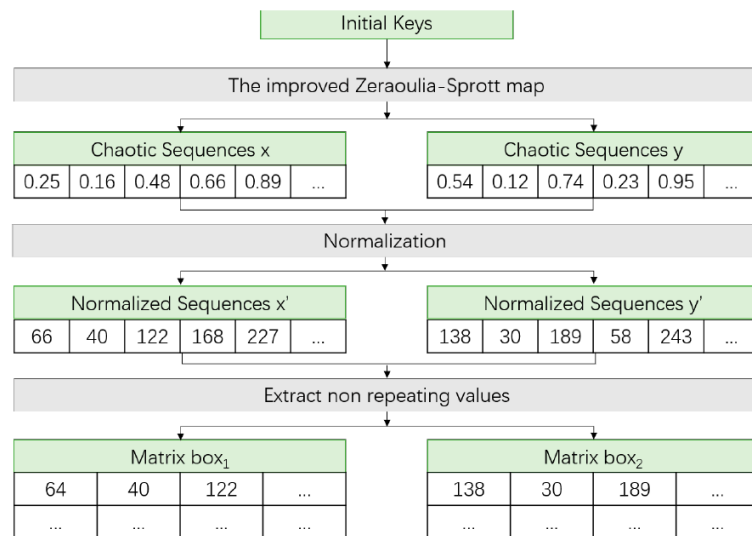 Initial Keys
The improved Zeraoulia-Sprott map
Chaotic Sequences x
0.25 0.16 0.48 0.66 0.89 ...
Chaotic Sequences y
0.54 0.12 0.74 0.23 0.95 ...
Normalization
Normalized Sequences x'
66 40 122 168 227 ...
Normalized Sequences y'
138 30 189 58 243 ...
Extract non repeating values
Matrix box₁
64 40 122 ...
... ... ... ...
Matrix box₂
138 30 189 ...
... ... ... ...